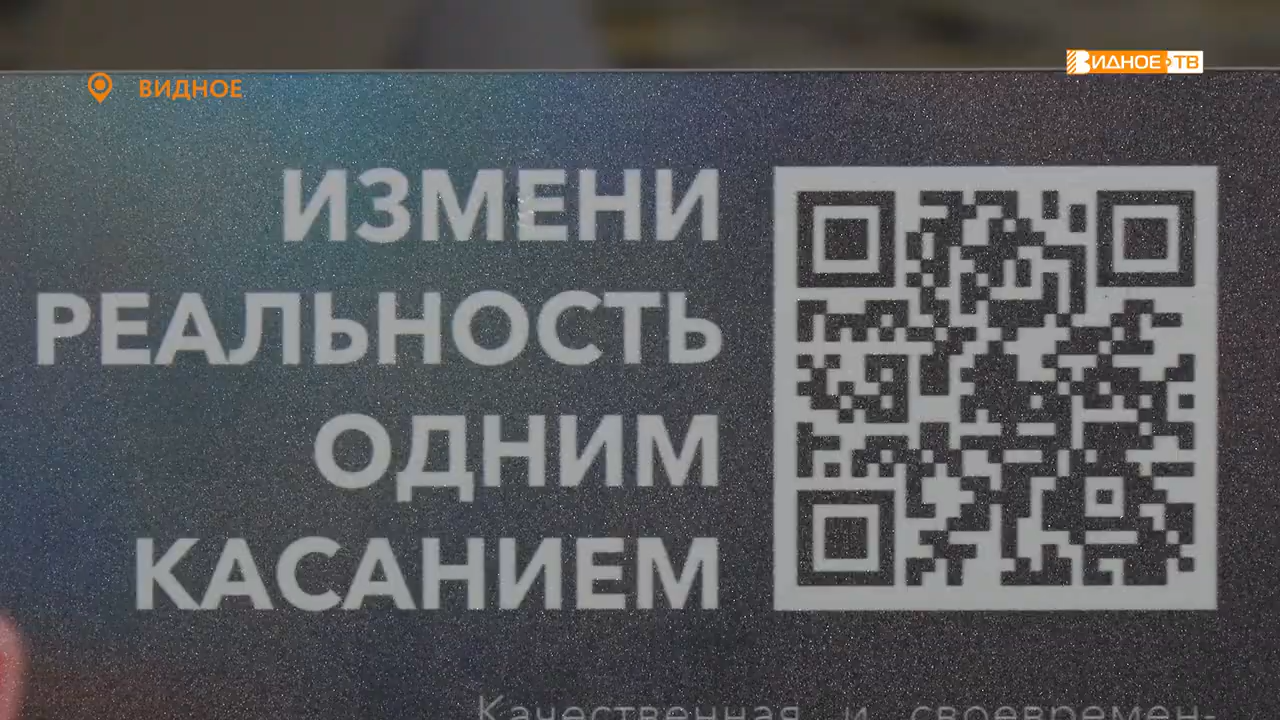 ВИДНОЕ
ВИДНОЕ ТВ
ИЗМЕНИ
РЕАЛЬНОСТЬ
ОДНИМ
КАСАНИЕМ
Качественная и своевремен-